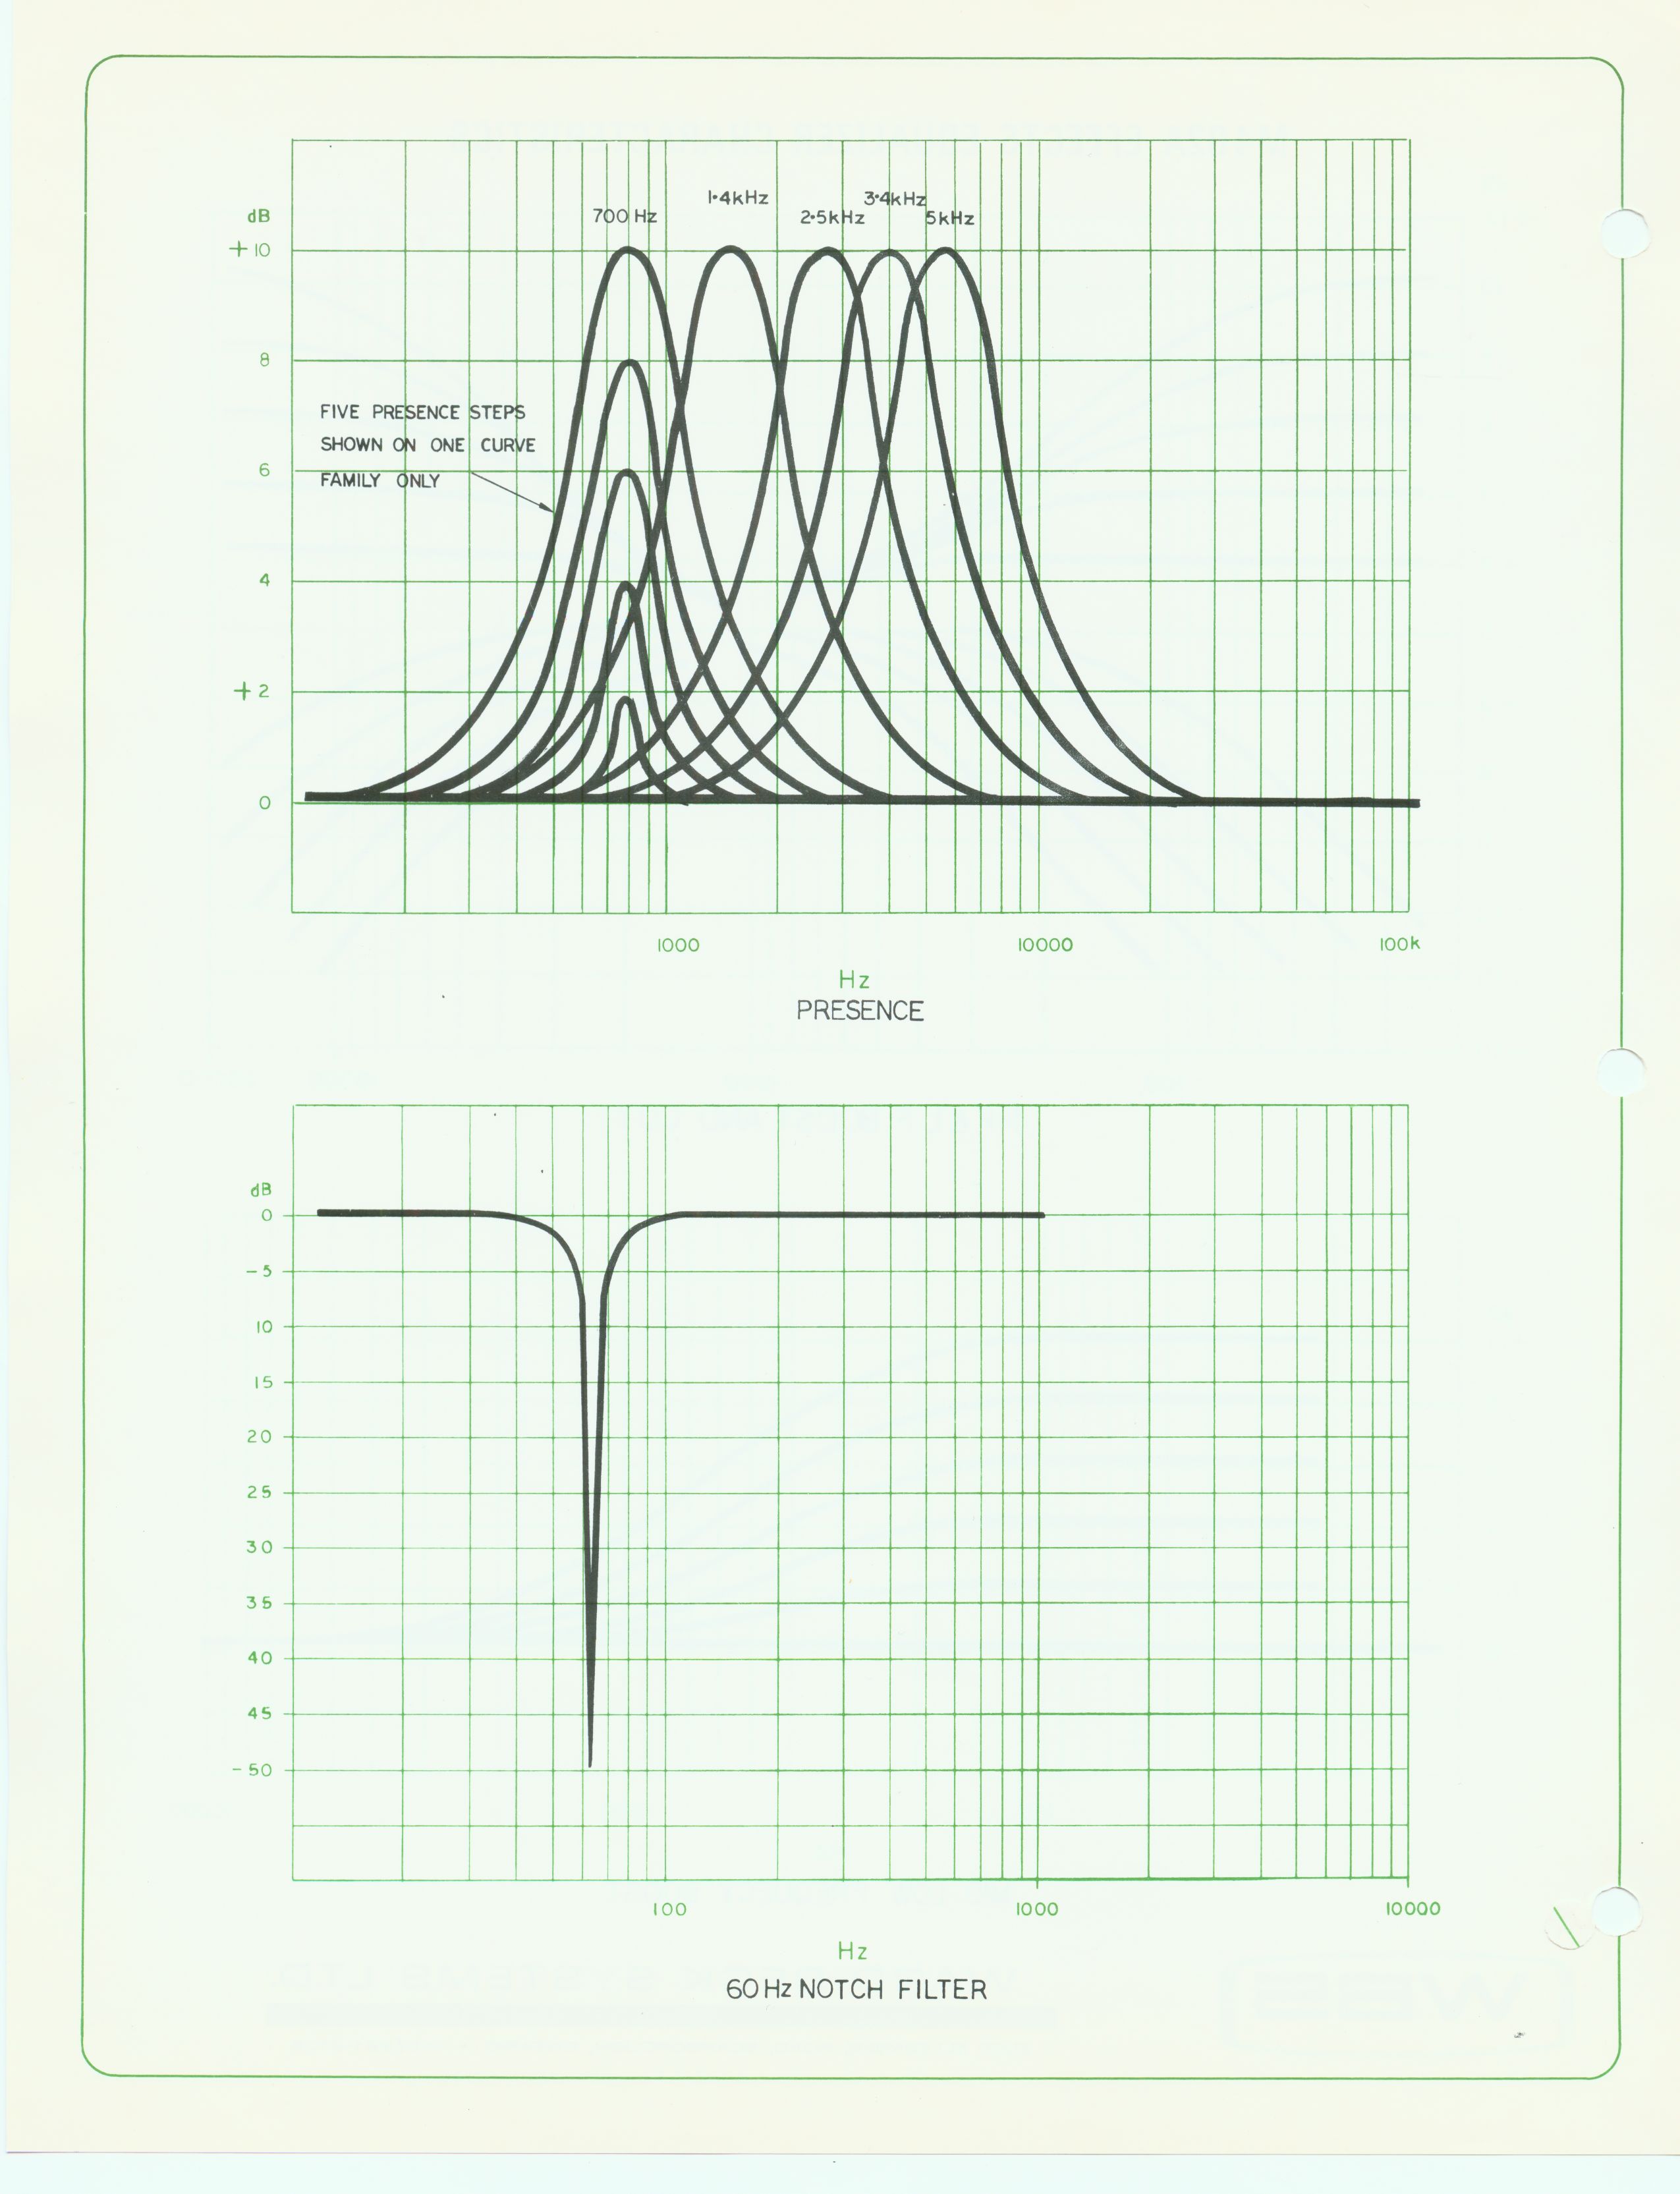 1·4kHz 3·4kHz
dB 700 Hz 2·5kHz 5kHz
+ 10
8
FIVE PRESENCE STEPS
SHOWN ON ONE CURVE
6
FAMILY ONLY
4
+ 2
0
1000 10000 100k
Hz
PRESENCE
dB
0
- 5
10
15
20
25
30
35
40
45
- 50
100 1000 10000
Hz
60 Hz NOTCH FILTER